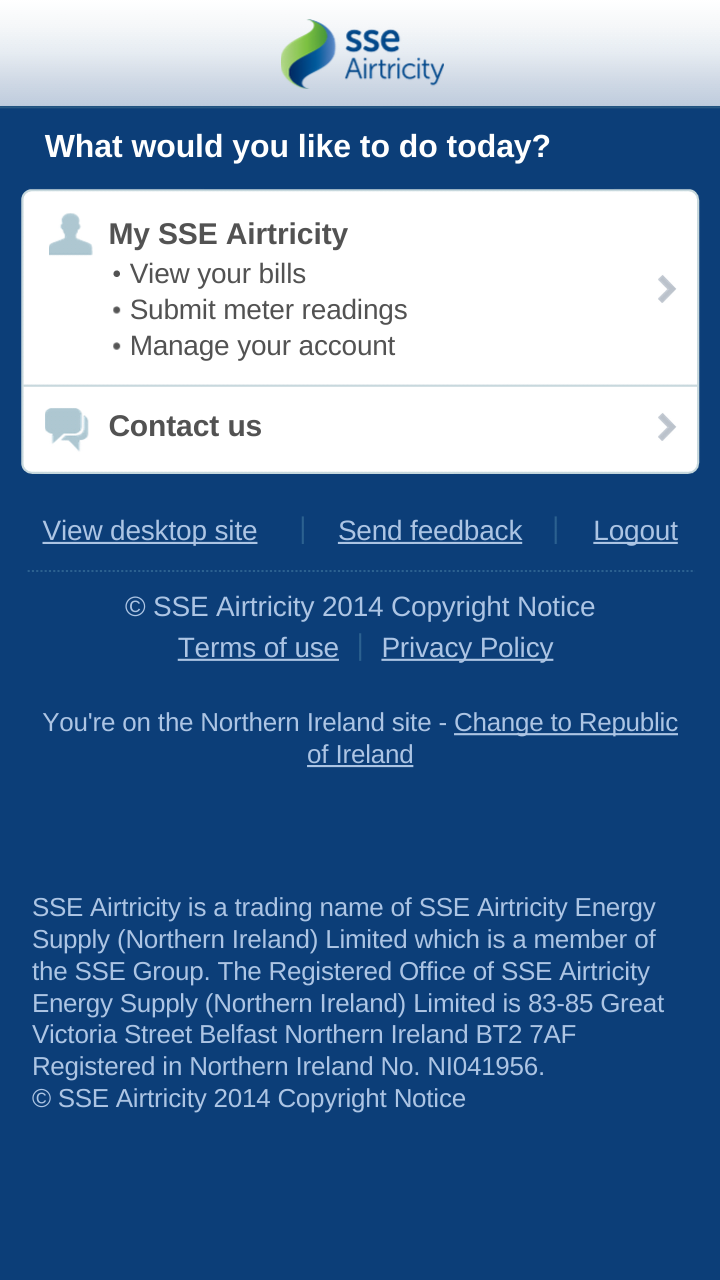 sse
Airtricity
What would you like to do today?
My SSE Airtricity
• View your bills
• Submit meter readings
• Manage your account
Contact us
View desktop site | Send feedback | Logout
© SSE Airtricity 2014 Copyright Notice
Terms of use | Privacy Policy
You're on the Northern Ireland site - Change to Republic
of Ireland
SSE Airtricity is a trading name of SSE Airtricity Energy
Supply (Northern Ireland) Limited which is a member of
the SSE Group. The Registered Office of SSE Airtricity
Energy Supply (Northern Ireland) Limited is 83-85 Great
Victoria Street Belfast Northern Ireland BT2 7AF
Registered in Northern Ireland No. NI041956.
© SSE Airtricity 2014 Copyright Notice